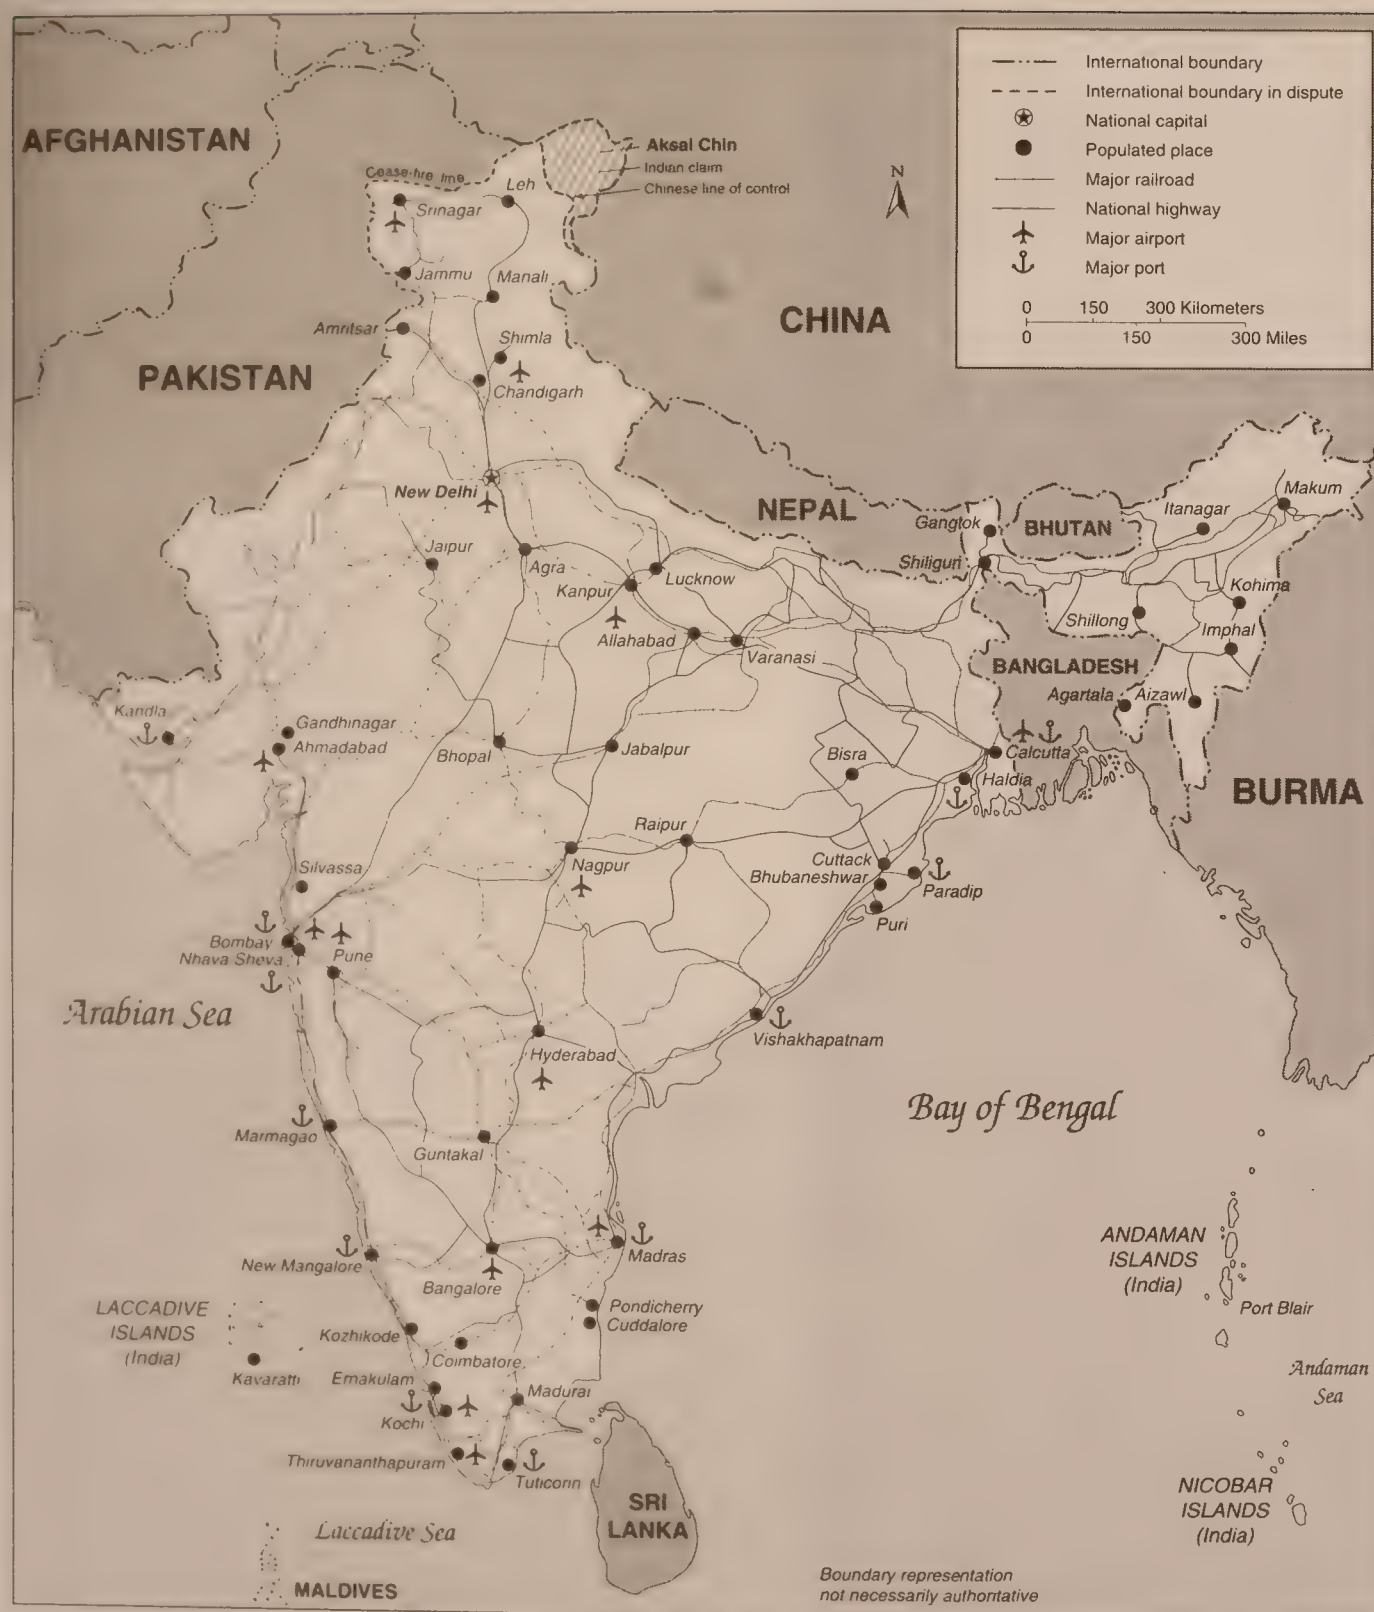 International boundary
International boundary in dispute
National capital
Populated place
Major railroad
National highway
Major airport
Major port
0 150 300 Kilometers
0 150 300 Miles
AFGHANISTAN
Aksai Chin
Indian claim
Chinese line of control
Cease-fire line
Leh
Srinagar
N
Jammu
Manali
CHINA
Amritsar
Shimla
PAKISTAN
Chandigarh
New Delhi
NEPAL
Makum
Itanagar
Gangtok
BHUTAN
Jaipur
Agra
Shiliguri
Lucknow
Kanpur
Kohima
Shillong
Allahabad
Imphal
Varanasi
BANGLADESH
Agartala
Aizawl
Kandla
Gandhinagar
Ahmadabad
Bhopal
Jabalpur
Bisra
Calcutta
Haldia
BURMA
Raipur
Silvassa
Nagpur
Cuttack
Bhubaneshwar
Paradip
Puri
Bombay
Nhava Sheva
Pune
Arabian Sea
Vishakhapatnam
Hyderabad
Bay of Bengal
Marmagao
Guntakal
ANDAMAN
ISLANDS
(India)
Madras
New Mangalore
Bangalore
LACCADIVE
ISLANDS
(India)
Pondicherry
Cuddalore
Port Blair
Kozhikode
Coimbatore
Kavaratti
Ernakulam
Andaman
Sea
Madurai
Kochi
Thiruvananthapuram
Tuticorin
NICOBAR
ISLANDS
(India)
SRI
LANKA
Laccadive Sea
MALDIVES
Boundary representation
not necessarily authoritative